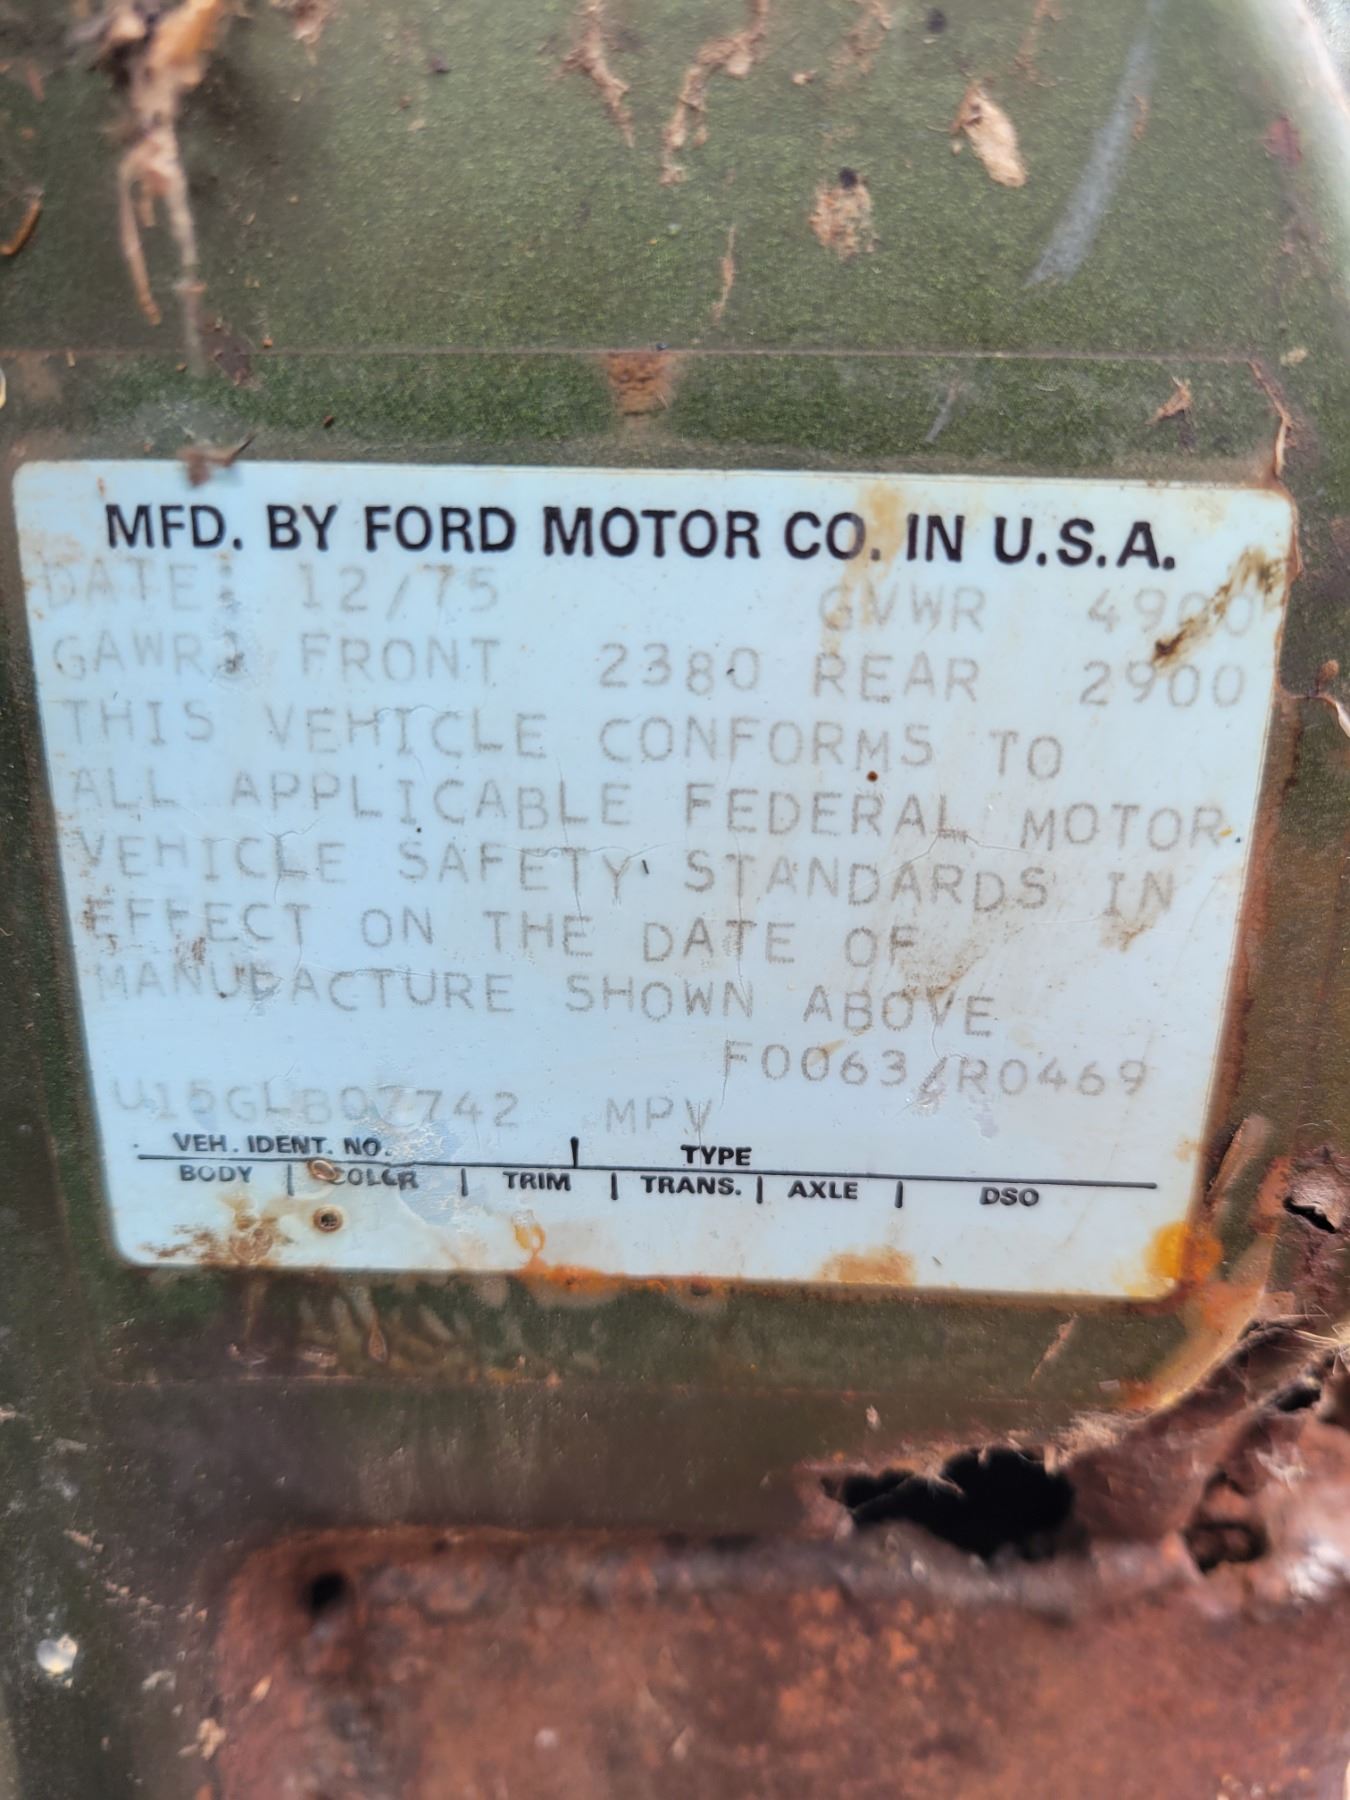 MFD. BY FORD MOTOR CO. IN U.S.A.
DATE: 12/75 GVWR 4900
GAWR: FRONT 2380 REAR 2900
THIS VEHICLE CONFORMS TO
ALL APPLICABLE FEDERAL MOTOR
VEHICLE SAFETY STANDARDS IN
EFFECT ON THE DATE OF
MANUFACTURE SHOWN ABOVE
F0063/R0469
U15GLB07742 MPV
VEH. IDENT. NO. | TYPE
BODY | COLOR | TRIM | TRANS. | AXLE | DSO